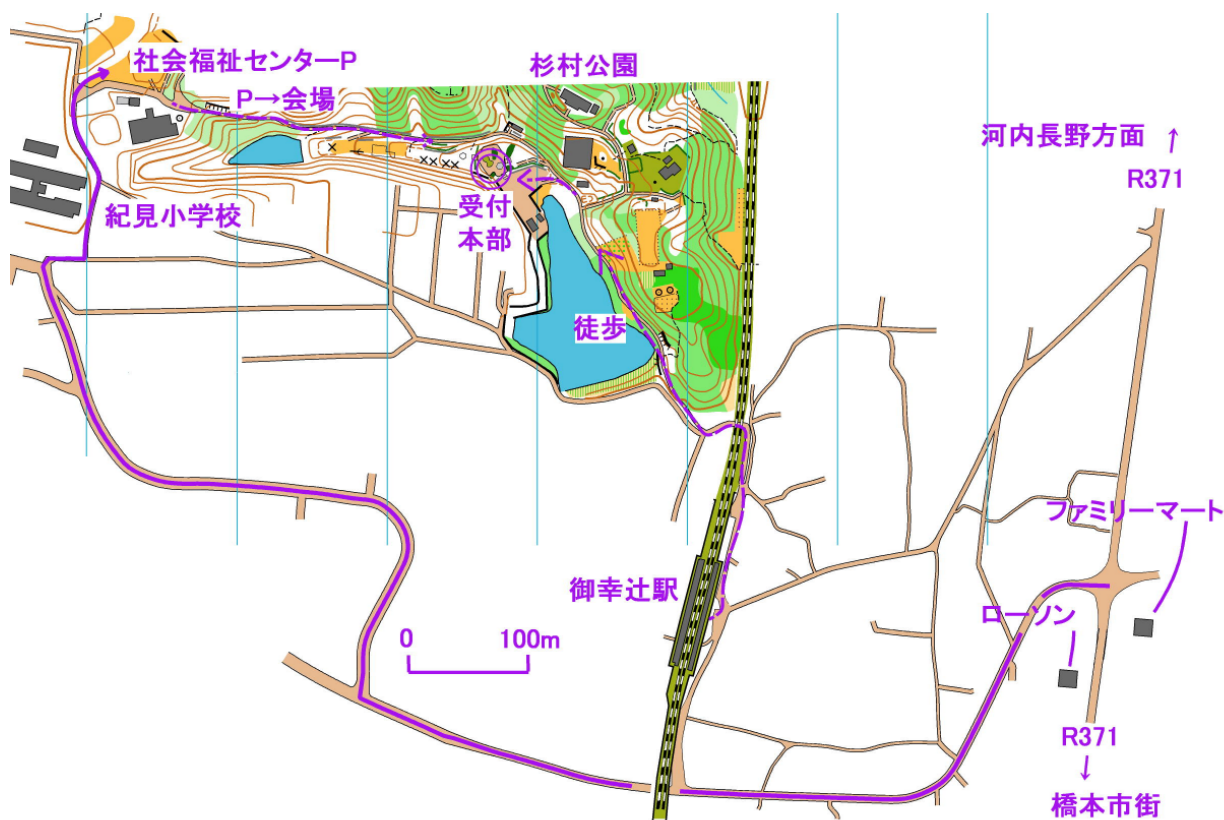 社会福祉センターP
杉村公園
P→会場
河内長野方面 ↑
R371
紀見小学校
受付
本部
徒歩
ファミリーマート
御幸辻駅
ローソン
0 100m
R371
↓
橋本市街